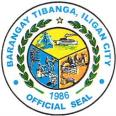 BARANGAY TIBANGA, ILIGAN CITY
1986
OFFICIAL SEAL